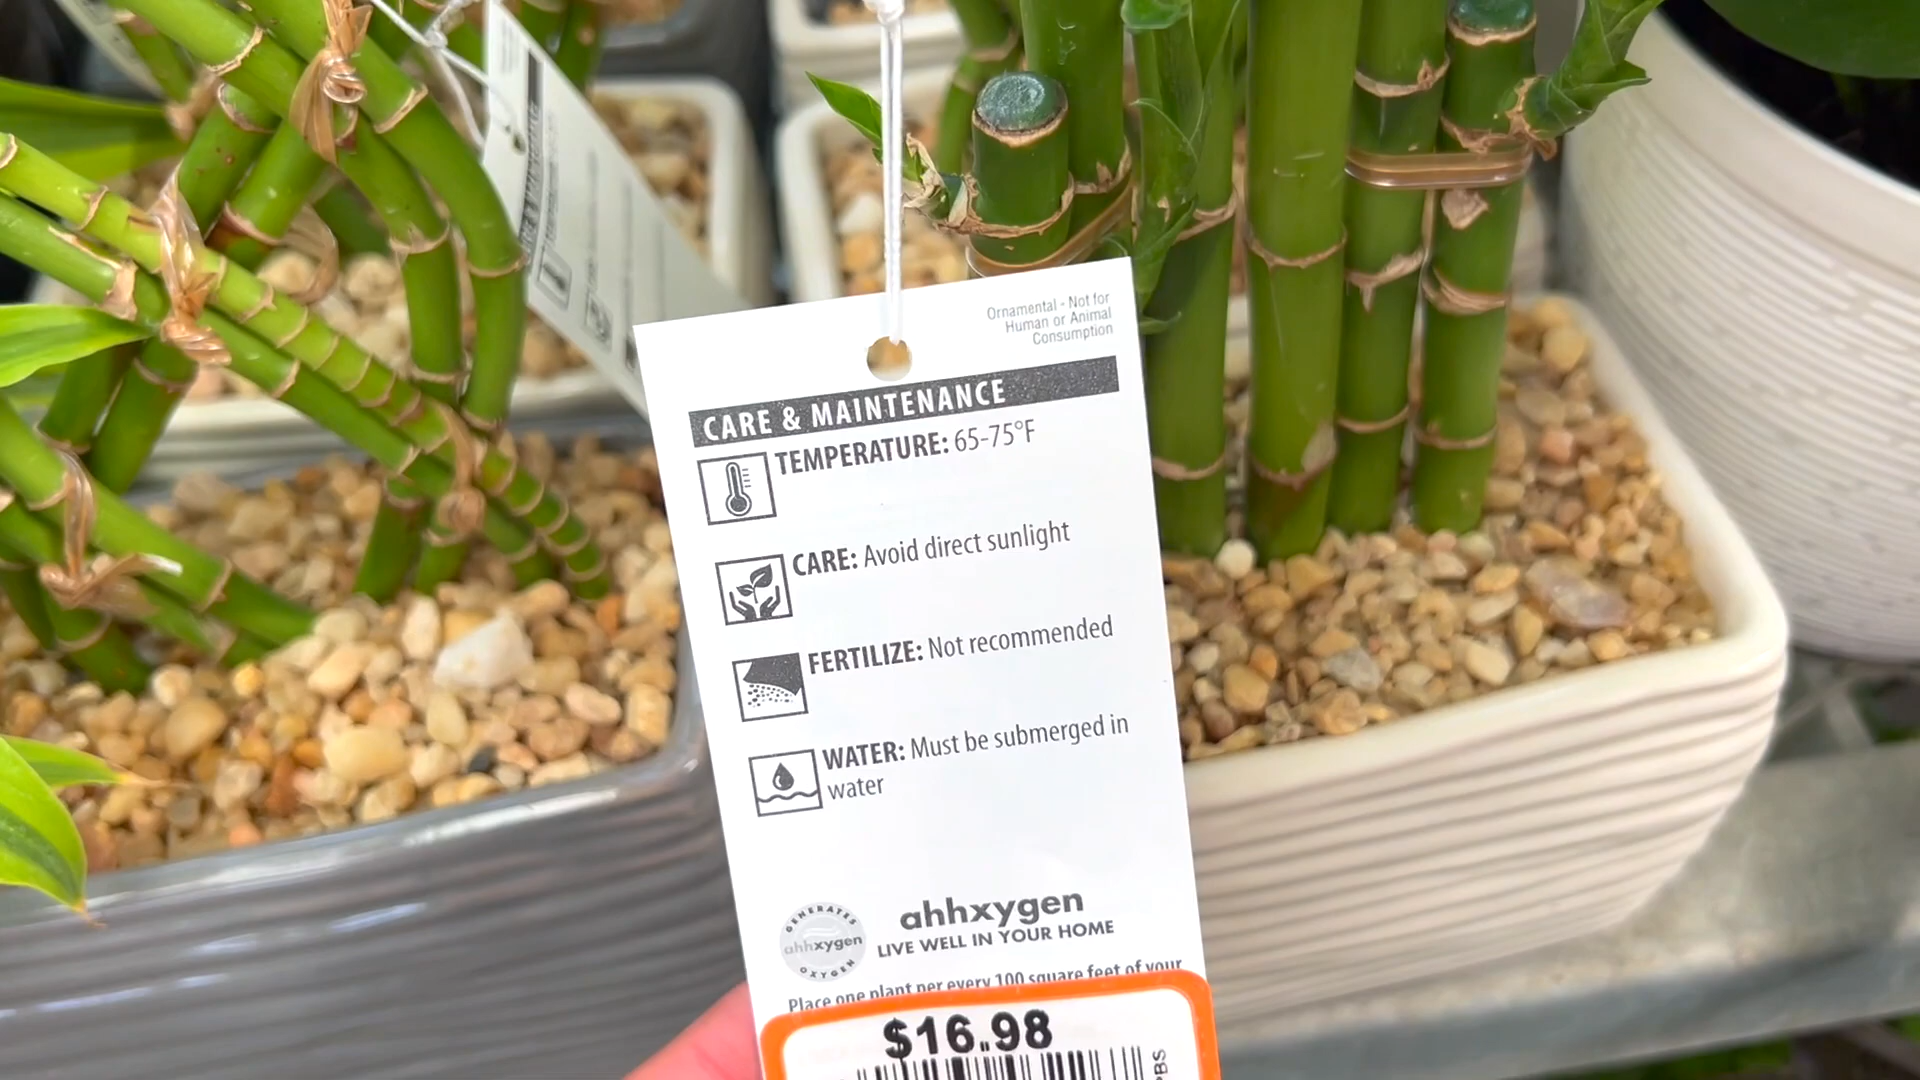 Ornamental - Not for
Human or Animal
Consumption
CARE & MAINTENANCE
TEMPERATURE: 65-75°F
CARE: Avoid direct sunlight
FERTILIZE: Not recommended
WATER: Must be submerged in
water
GENERATES
ahhxygen
OXYGEN
ahhxygen
LIVE WELL IN YOUR HOME
Place one plant per every 100 square feet of your
$16.98